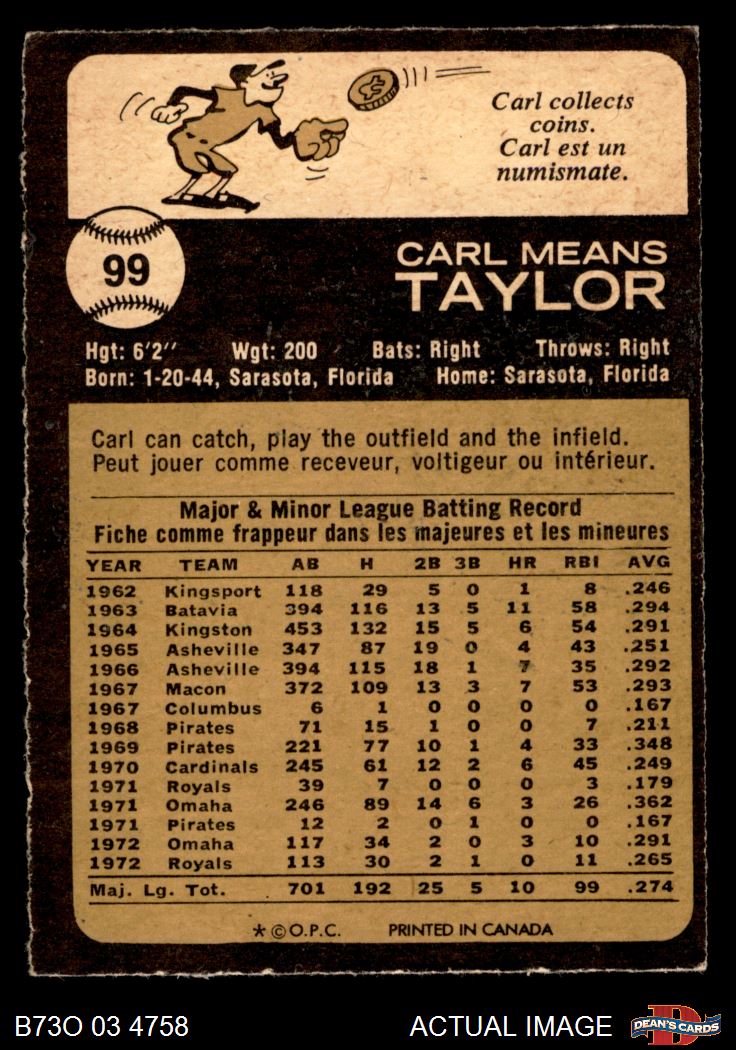 Carl collects
coins.
Carl est un
numismate.
99
CARL MEANS
TAYLOR
Hgt: 6'2" Wgt: 200 Bats: Right Throws: Right
Born: 1-20-44, Sarasota, Florida Home: Sarasota, Florida
Carl can catch, play the outfield and the infield.
Peut jouer comme receveur, voltigeur ou intérieur.
Major & Minor League Batting Record
Fiche comme frappeur dans les majeures et les mineures
YEAR TEAM AB H 2B 3B HR RBI AVG
1962 Kingsport 118 29 5 0 1 8 .246
1963 Batavia 394 116 13 5 11 58 .294
1964 Kingston 453 132 15 5 6 54 .291
1965 Asheville 347 87 19 0 4 43 .251
1966 Asheville 394 115 18 1 7 35 .292
1967 Macon 372 109 13 3 7 53 .293
1967 Columbus 6 1 0 0 0 0 .167
1968 Pirates 71 15 1 0 0 7 .211
1969 Pirates 221 77 10 1 4 33 .348
1970 Cardinals 245 61 12 2 6 45 .249
1971 Royals 39 7 0 0 0 3 .179
1971 Omaha 246 89 14 6 3 26 .362
1971 Pirates 12 2 0 1 0 0 .167
1972 Omaha 117 34 2 0 3 10 .291
1972 Royals 113 30 2 1 0 11 .265
Maj. Lg. Tot. 701 192 25 5 10 99 .274
* © O.P.C. PRINTED IN CANADA
B73O 03 4758 ACTUAL IMAGE D DEAN'S CARDS